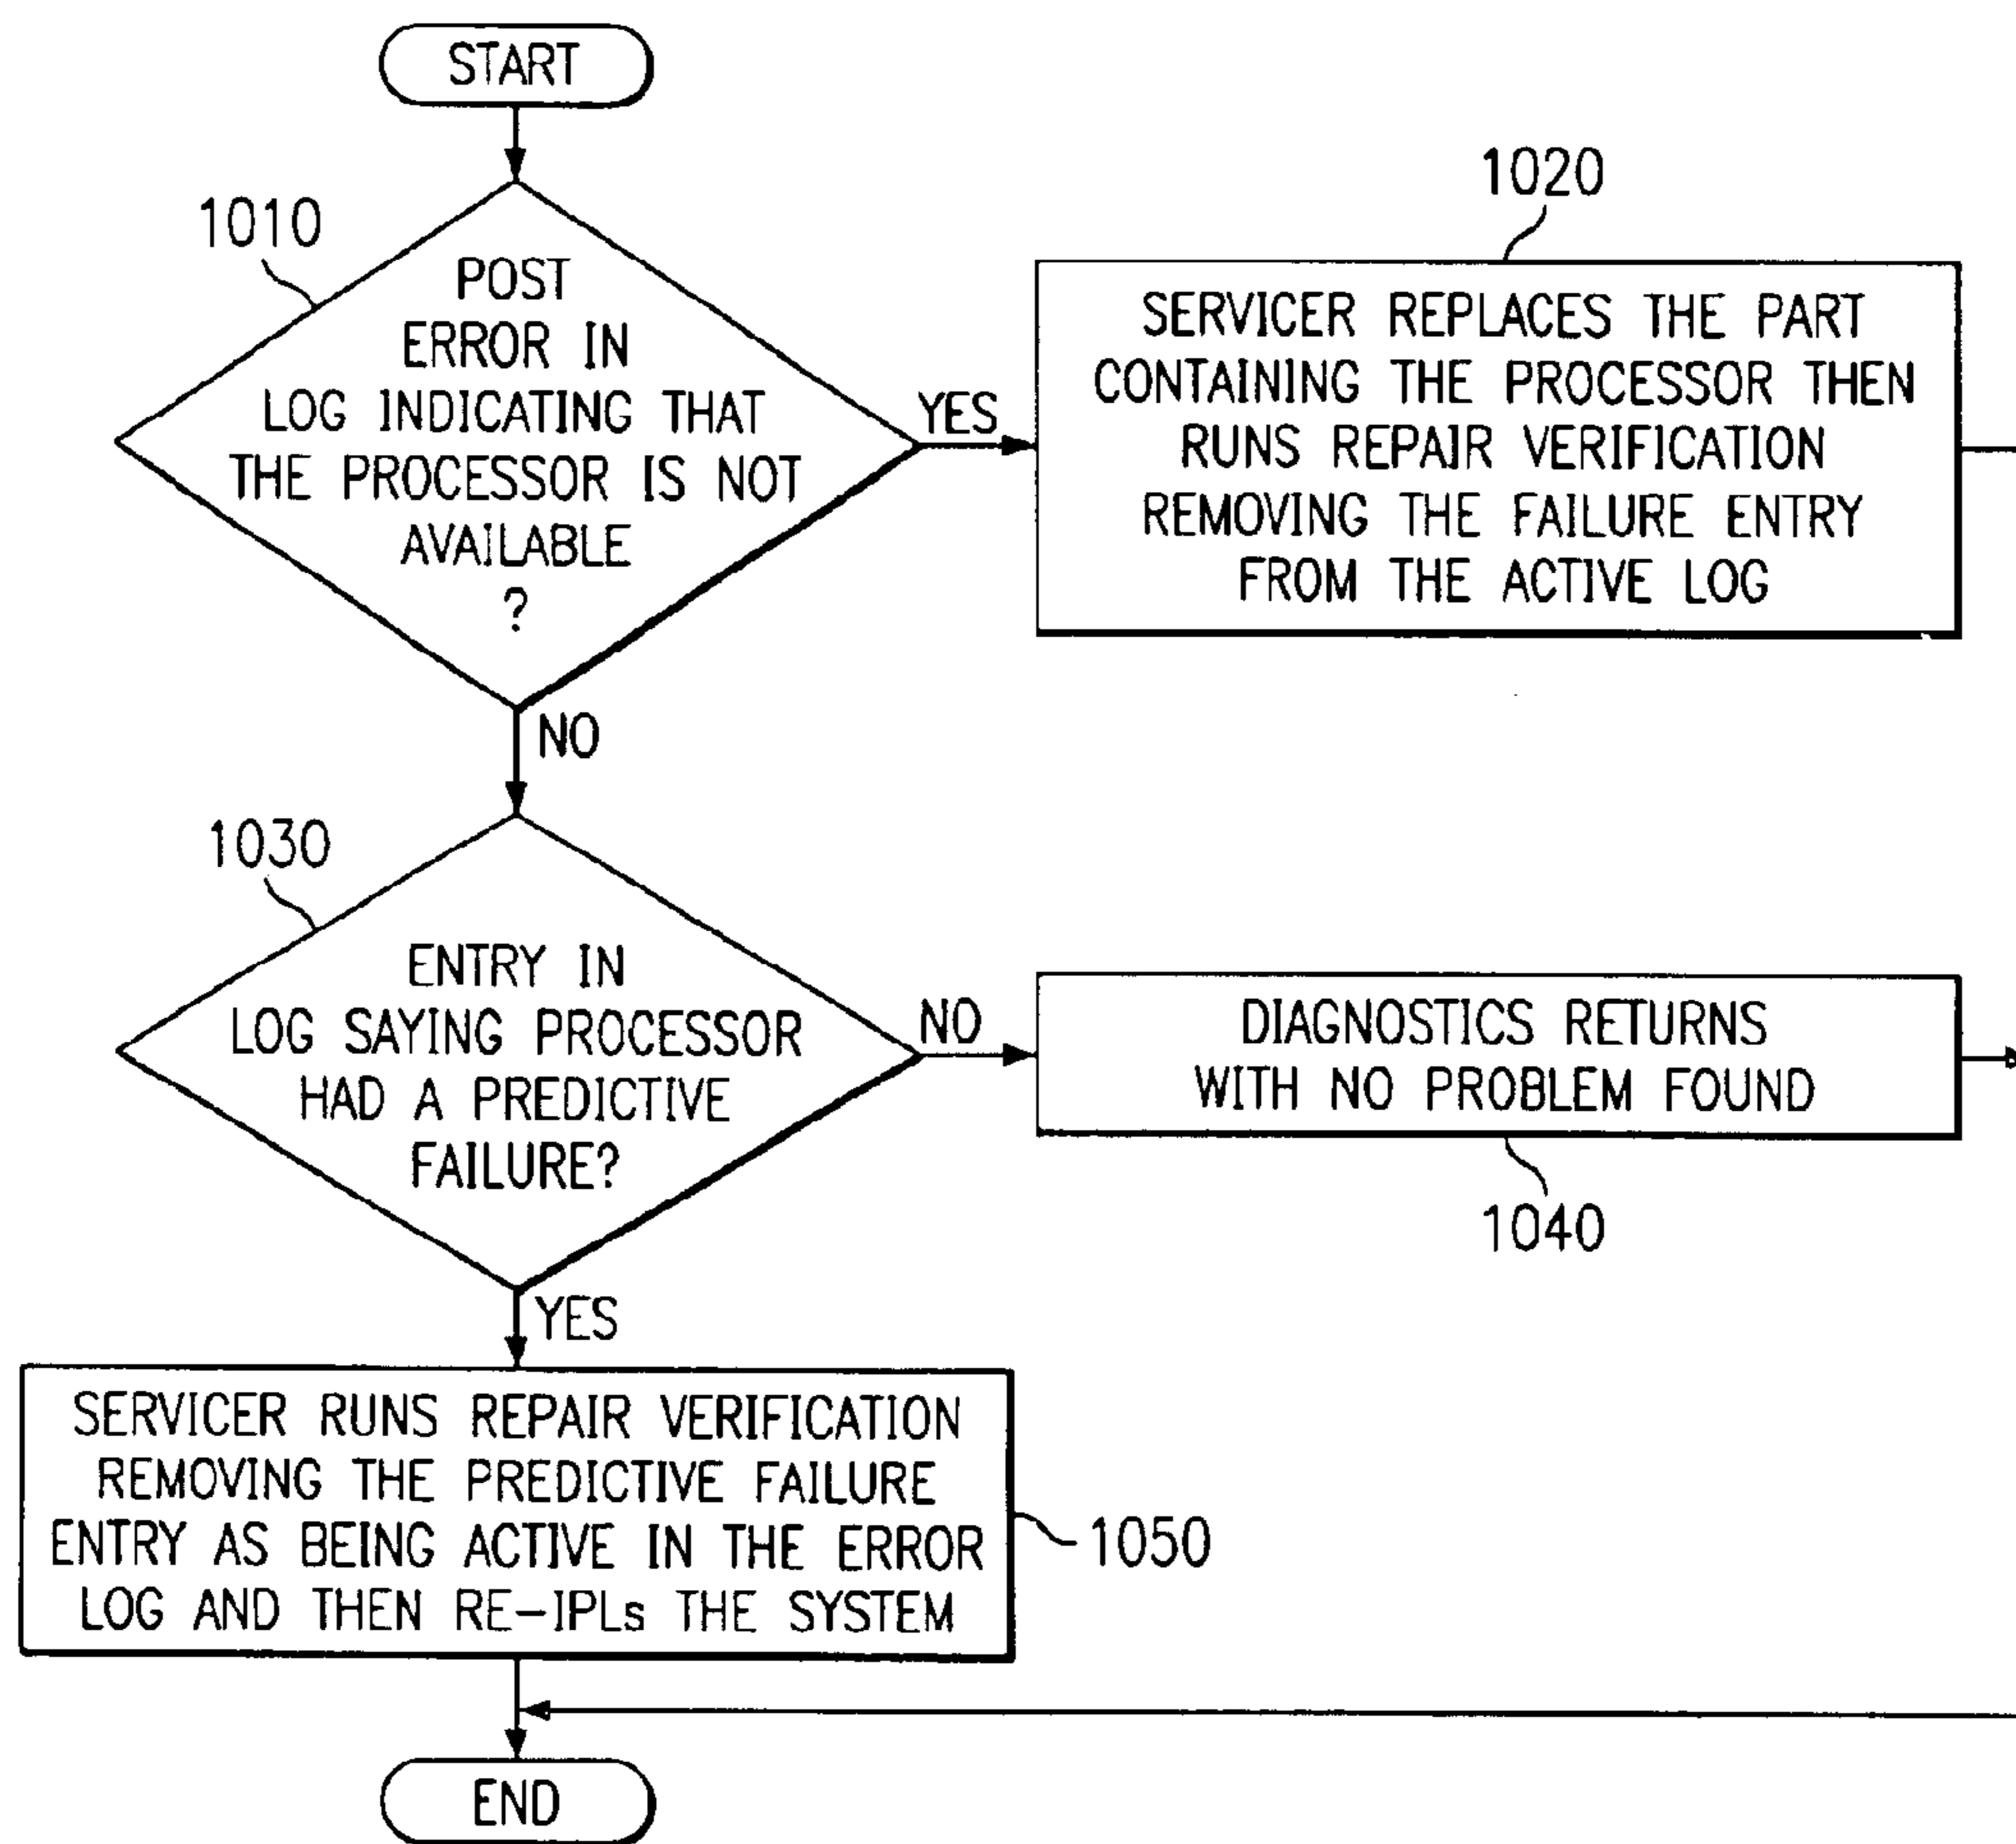 START
1010
POST
ERROR IN
LOG INDICATING THAT
THE PROCESSOR IS NOT
AVAILABLE
?
YES
1020
SERVICER REPLACES THE PART
CONTAINING THE PROCESSOR THEN
RUNS REPAIR VERIFICATION
REMOVING THE FAILURE ENTRY
FROM THE ACTIVE LOG
NO
1030
ENTRY IN
LOG SAYING PROCESSOR
HAD A PREDICTIVE
FAILURE?
NO
DIAGNOSTICS RETURNS
WITH NO PROBLEM FOUND
1040
YES
SERVICER RUNS REPAIR VERIFICATION
REMOVING THE PREDICTIVE FAILURE
ENTRY AS BEING ACTIVE IN THE ERROR
LOG AND THEN RE-IPLs THE SYSTEM
1050
END